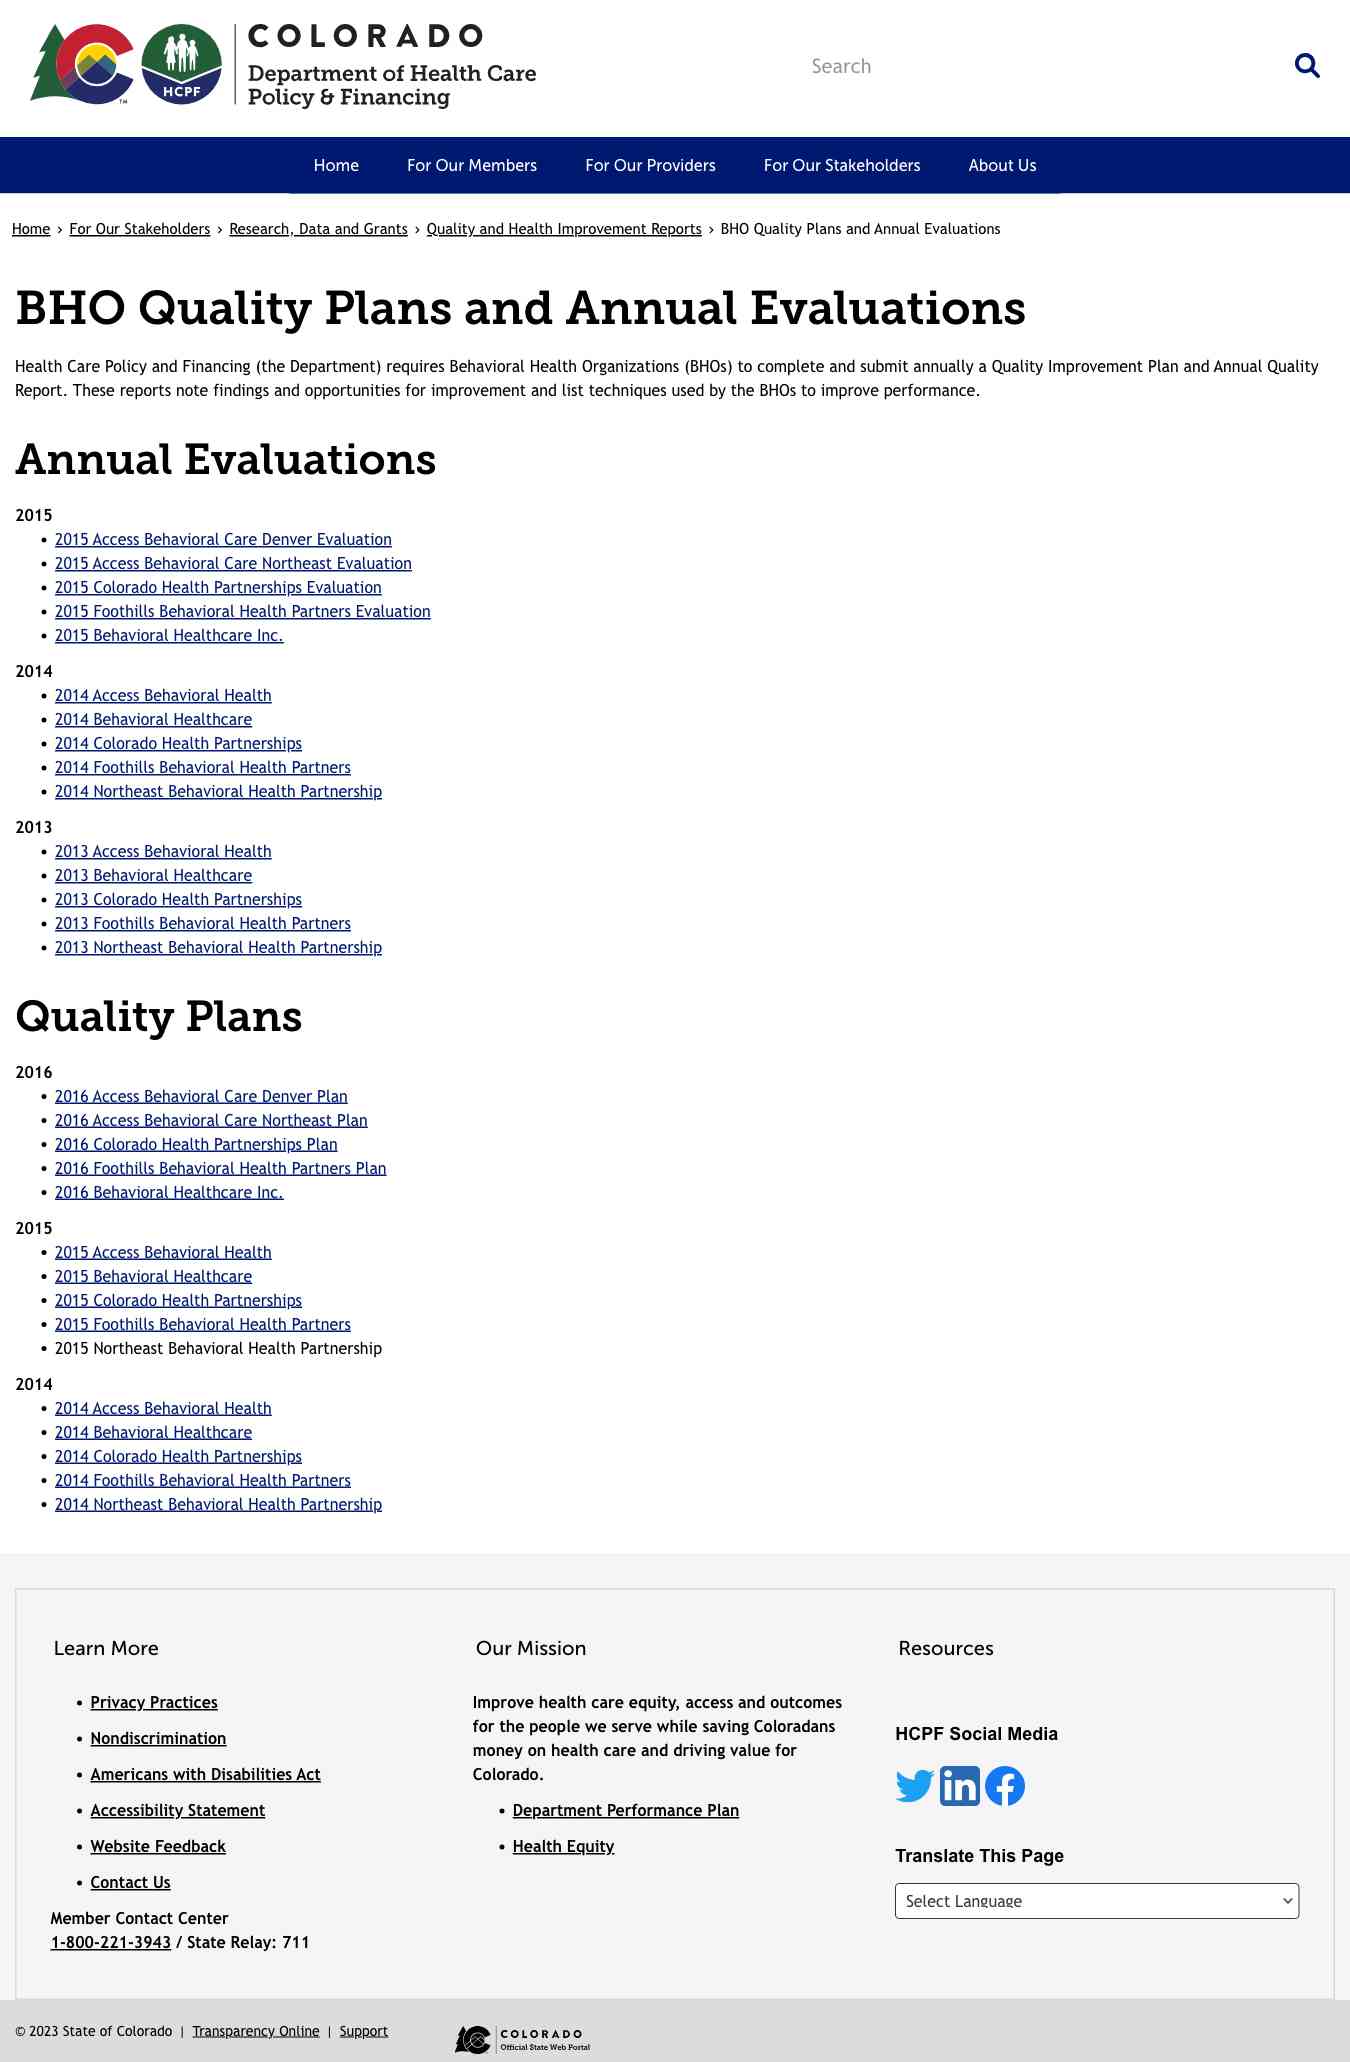 COLORADO
Department of Health Care
Policy & Financing
HCPF
TM
Search
Home
For Our Members
For Our Providers
For Our Stakeholders
About Us
Home › For Our Stakeholders › Research, Data and Grants › Quality and Health Improvement Reports › BHO Quality Plans and Annual Evaluations
BHO Quality Plans and Annual Evaluations
Health Care Policy and Financing (the Department) requires Behavioral Health Organizations (BHOs) to complete and submit annually a Quality Improvement Plan and Annual Quality
Report. These reports note findings and opportunities for improvement and list techniques used by the BHOs to improve performance.
Annual Evaluations
2015
• 2015 Access Behavioral Care Denver Evaluation
• 2015 Access Behavioral Care Northeast Evaluation
• 2015 Colorado Health Partnerships Evaluation
• 2015 Foothills Behavioral Health Partners Evaluation
• 2015 Behavioral Healthcare Inc.
2014
• 2014 Access Behavioral Health
• 2014 Behavioral Healthcare
• 2014 Colorado Health Partnerships
• 2014 Foothills Behavioral Health Partners
• 2014 Northeast Behavioral Health Partnership
2013
• 2013 Access Behavioral Health
• 2013 Behavioral Healthcare
• 2013 Colorado Health Partnerships
• 2013 Foothills Behavioral Health Partners
• 2013 Northeast Behavioral Health Partnership
Quality Plans
2016
• 2016 Access Behavioral Care Denver Plan
• 2016 Access Behavioral Care Northeast Plan
• 2016 Colorado Health Partnerships Plan
• 2016 Foothills Behavioral Health Partners Plan
• 2016 Behavioral Healthcare Inc.
2015
• 2015 Access Behavioral Health
• 2015 Behavioral Healthcare
• 2015 Colorado Health Partnerships
• 2015 Foothills Behavioral Health Partners
• 2015 Northeast Behavioral Health Partnership
2014
• 2014 Access Behavioral Health
• 2014 Behavioral Healthcare
• 2014 Colorado Health Partnerships
• 2014 Foothills Behavioral Health Partners
• 2014 Northeast Behavioral Health Partnership
Learn More
• Privacy Practices
• Nondiscrimination
• Americans with Disabilities Act
• Accessibility Statement
• Website Feedback
• Contact Us
Member Contact Center
1-800-221-3943 / State Relay: 711
Our Mission
Improve health care equity, access and outcomes
for the people we serve while saving Coloradans
money on health care and driving value for
Colorado.
• Department Performance Plan
• Health Equity
Resources
HCPF Social Media
in
Translate This Page
Select Language
© 2023 State of Colorado | Transparency Online | Support
COLORADO
Official State Web Portal